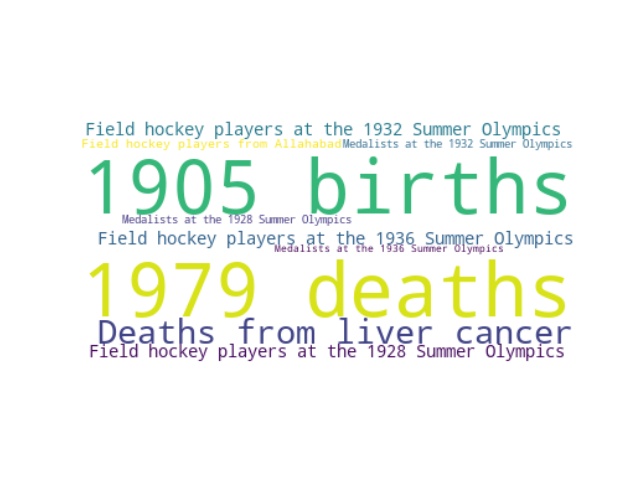 Field hockey players at the 1932 Summer Olympics
Field hockey players from Allahabad
Medalists at the 1932 Summer Olympics
1905 births
Medalists at the 1928 Summer Olympics
Field hockey players at the 1936 Summer Olympics
Medalists at the 1936 Summer Olympics
1979 deaths
Deaths from liver cancer
Field hockey players at the 1928 Summer Olympics